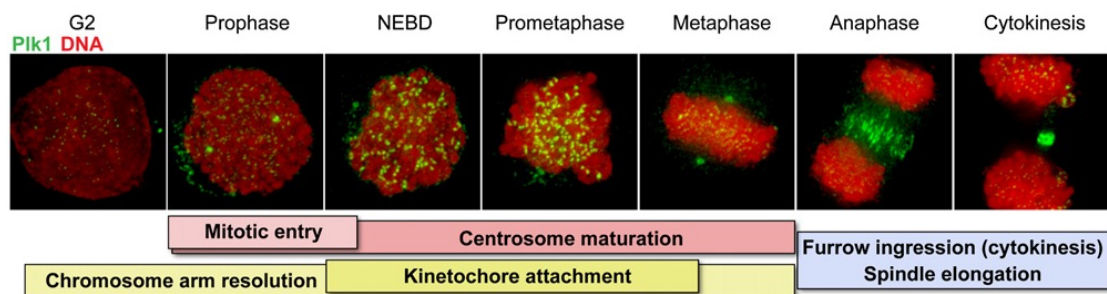 G2 Prophase NEBD Prometaphase Metaphase Anaphase Cytokinesis
Plk1 DNA
Mitotic entry
Centrosome maturation
Chromosome arm resolution
Kinetochore attachment
Furrow ingression (cytokinesis)
Spindle elongation